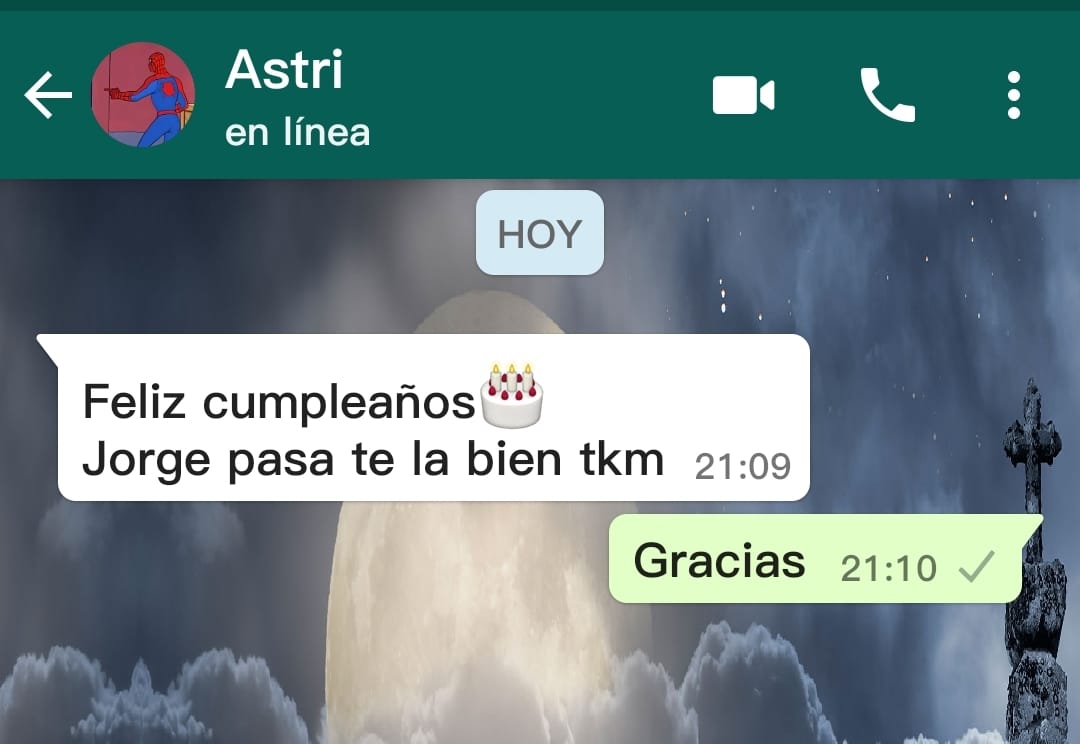 Astri
en línea
HOY
Feliz cumpleaños🎂
Jorge pasa te la bien tkm 21:09
Gracias 21:10